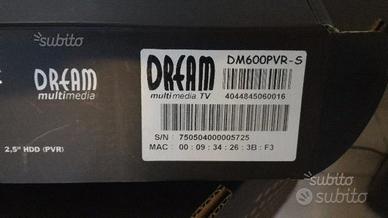 subito
DREAM
multimedia
2,5" HDD (PVR)
DREAM
multimedia TV
DM600PVR-S
4044845060016
S/N : 750504000005725
MAC : 00 : 09 : 34 : 26 : 3B : F3
subito